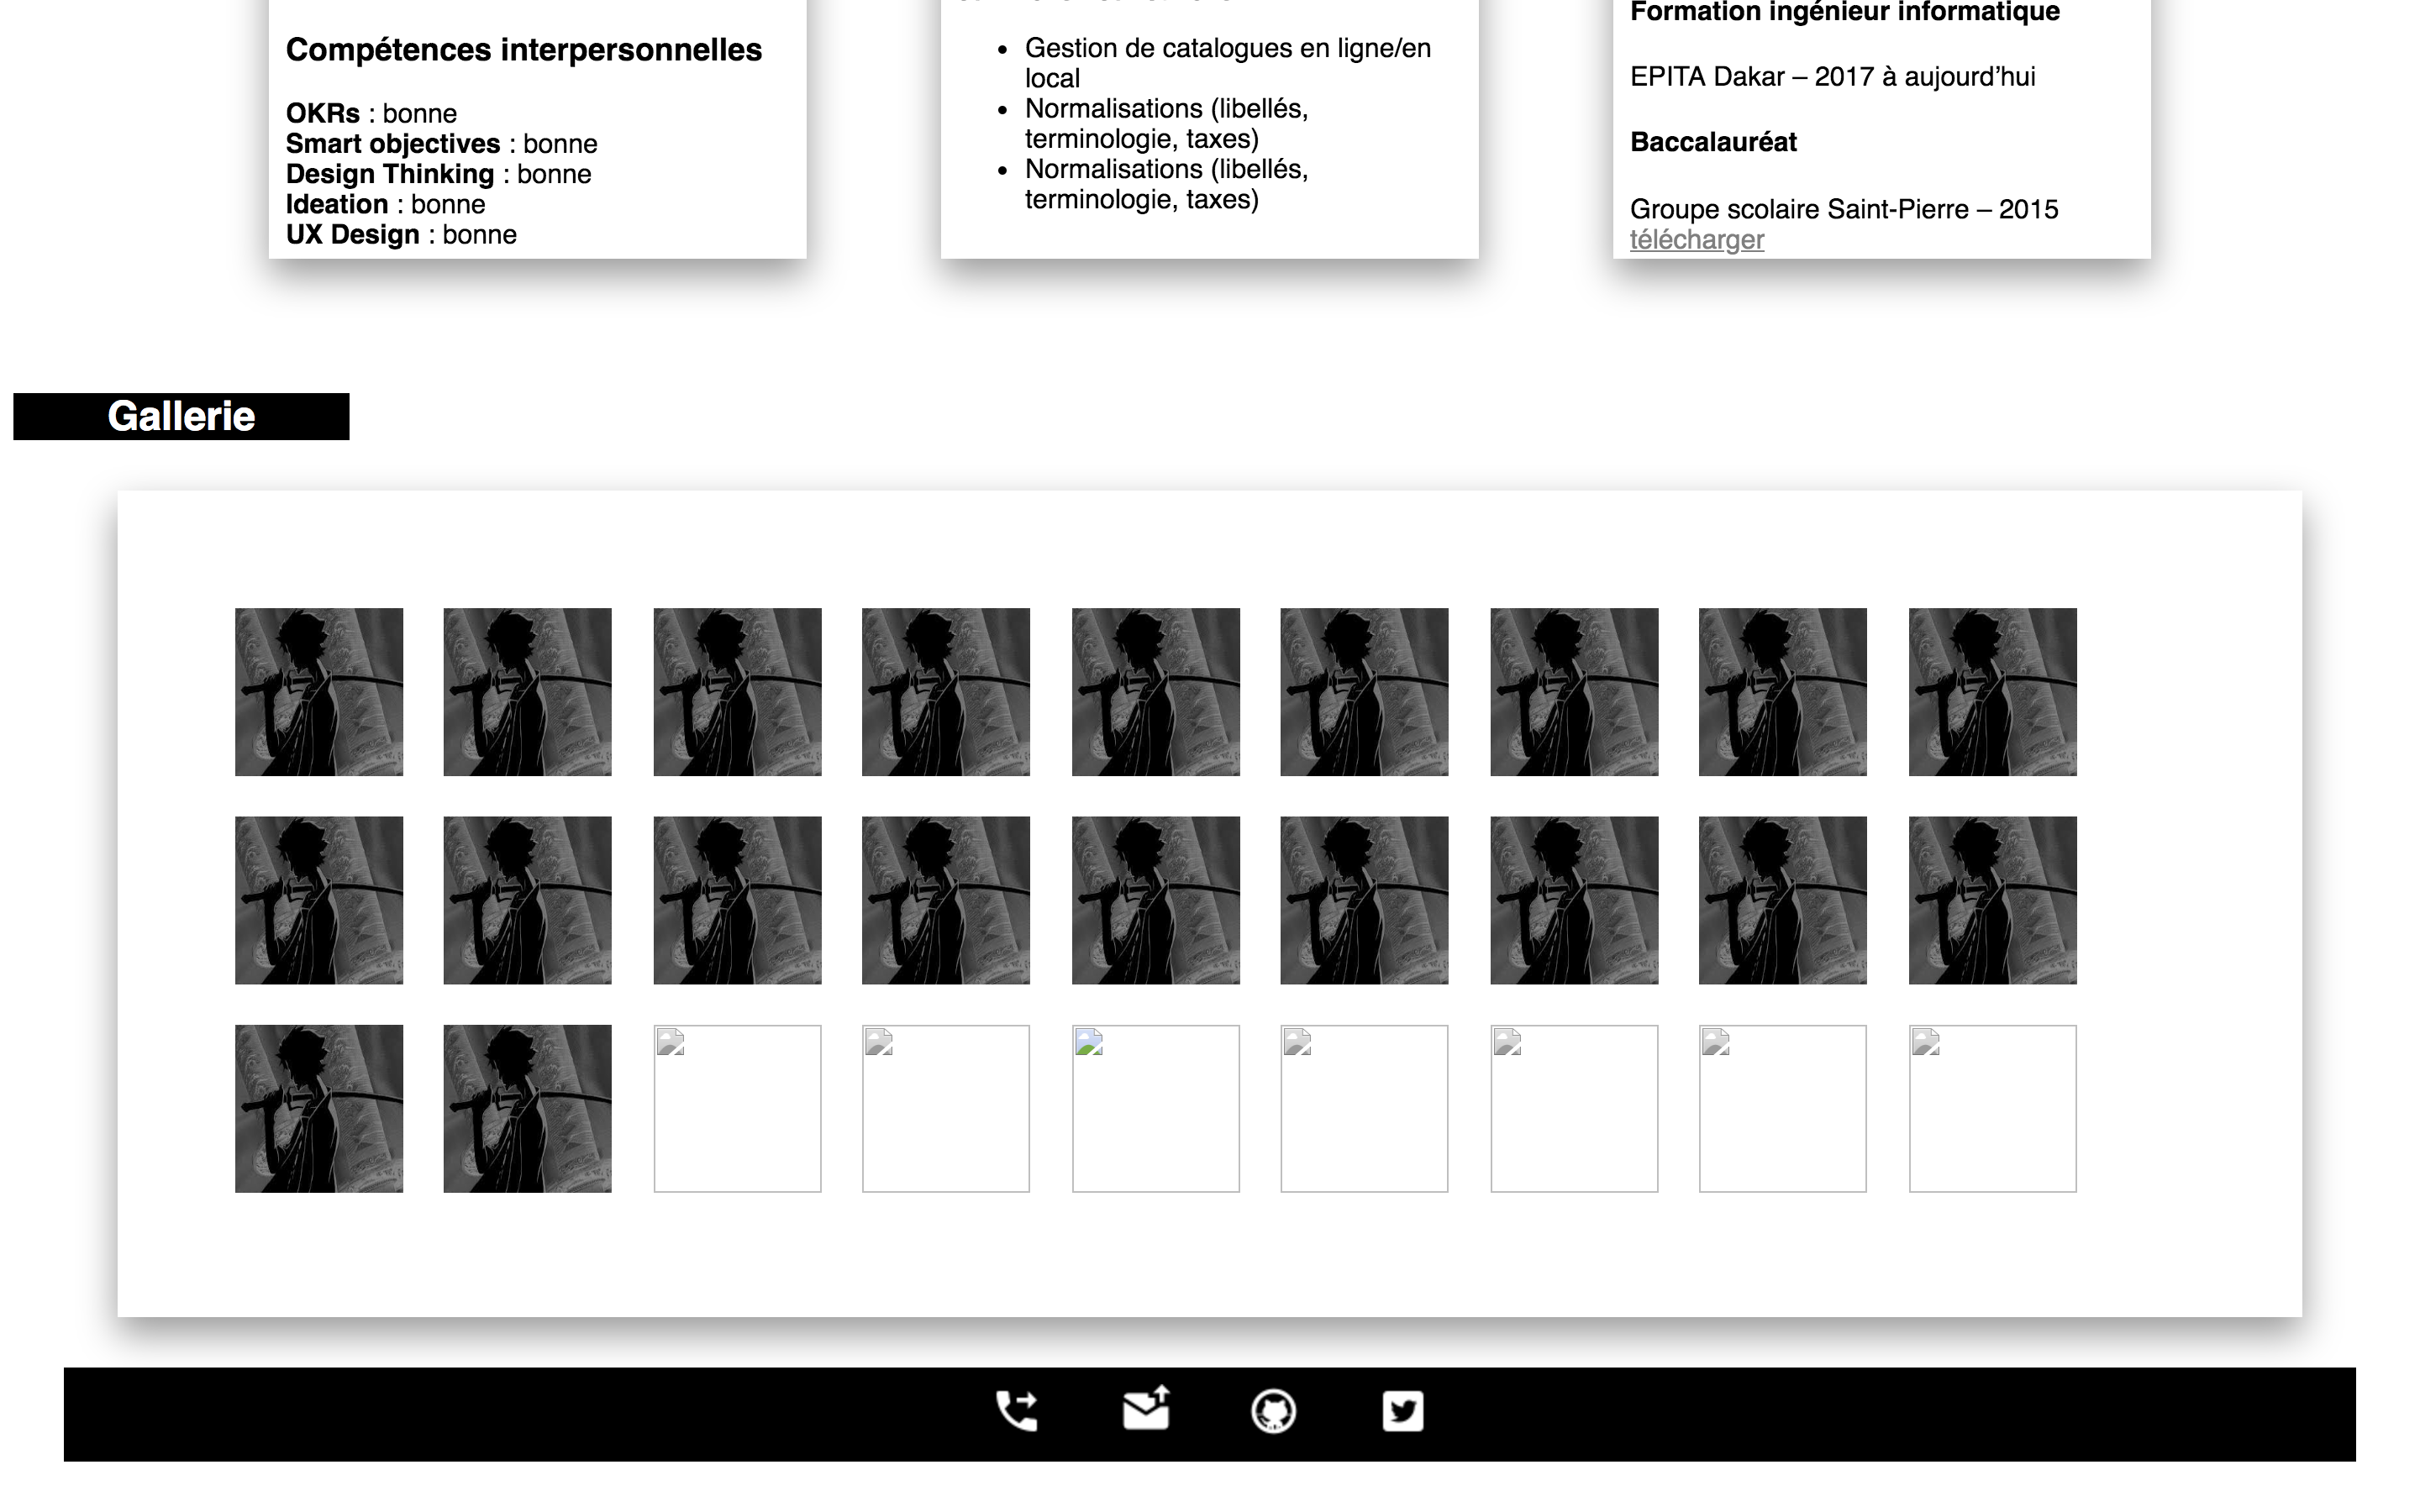 Compétences interpersonnelles
OKRs : bonne
Smart objectives : bonne
Design Thinking : bonne
Ideation : bonne
UX Design : bonne
Gestion de catalogues en ligne/en
local
Normalisations (libellés,
terminologie, taxes)
Normalisations (libellés,
terminologie, taxes)
Formation ingénieur informatique
EPITA Dakar – 2017 à aujourd’hui
Baccalauréat
Groupe scolaire Saint-Pierre – 2015
télécharger
Gallerie